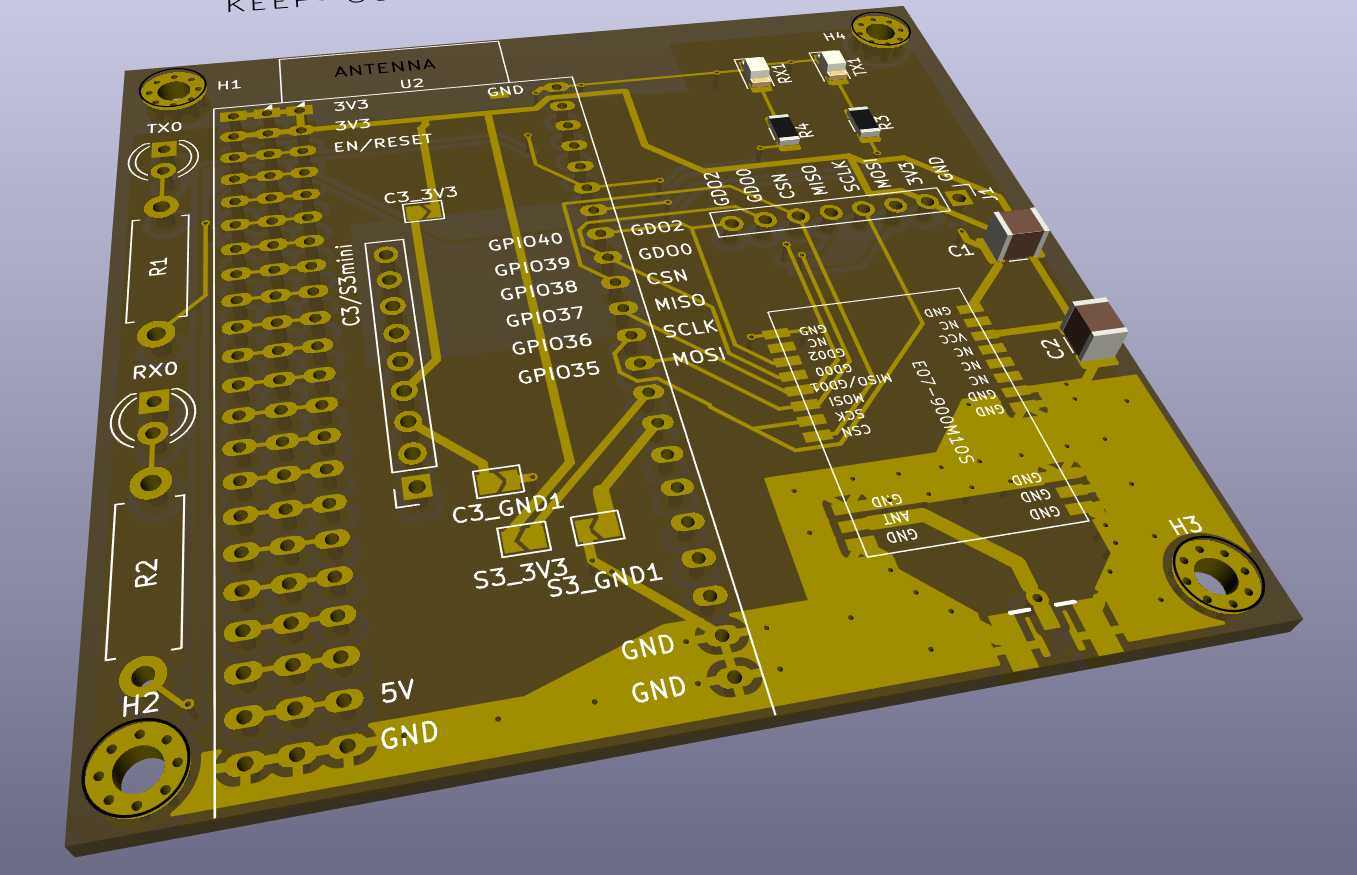 ANTENNA
H4
H1
U2
GND
3V3
RX1
TX1
TX0
3V3
EN/RESET
R4
R3
C3_3V3
GDO2
GDO0
CSN
MISO
SCLK
MOSI
3V3
GND
J1
R1
C3/S3mini
GPIO40
GDO2
GPIO39
GDO0
GPIO38
CSN
GPIO37
MISO
GPIO36
SCLK
GPIO35
MOSI
C1
C2
RX0
GND
NC
GDO2
GDO0
MISO/GDO1
MOSI
SCK
CSN
GND
NC
VCC
NC
NC
NC
GND
GND
E07-900M10S
GND
GND
GND
GND
ANT
GND
C3_GND1
S3_3V3
S3_GND1
R2
H3
H2
GND
GND
5V
GND